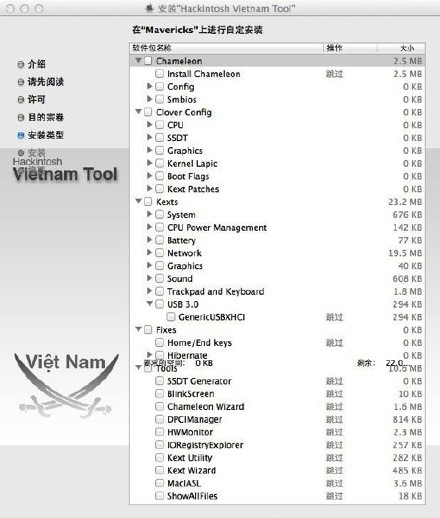 安装“Hackintosh Vietnam Tool”
在“Mavericks”上进行自定安装
介绍
请先阅读
许可
目的宗卷
安装类型
安装
Hackintosh
Vietnam Tool
Việt Nam
软件包名称 操作 大小
Chameleon 2.5 MB
Install Chameleon 跳过 2.5 MB
Config 0 KB
Smbios 0 KB
Clover Config 0 KB
CPU 0 KB
SSDT 0 KB
Graphics 0 KB
Kernel Lapic 0 KB
Boot Flags 0 KB
Kext Patches 0 KB
Kexts 23.2 MB
System 676 KB
CPU Power Management 142 KB
Battery 77 KB
Network 19.5 MB
Graphics 40 KB
Sound 608 KB
Trackpad and Keyboard 1.8 MB
USB 3.0 294 KB
GenericUSBXHCI 跳过 294 KB
Fixes 0 KB
Home/End keys 跳过 0 KB
Hibernate 0 KB
要求的空间： 0 KB 剩余： 22.0
Tools 10.6 MB
SSDT Generator 跳过 0 KB
BlinkScreen 跳过 10 KB
Chameleon Wizard 跳过 1.6 MB
DPCIManager 跳过 814 KB
HWMonitor 跳过 2.3 MB
IORegistryExplorer 跳过 257 KB
Kext Utility 跳过 282 KB
Kext Wizard 跳过 485 KB
MacIASL 跳过 3.6 MB
ShowAllFiles 跳过 18 KB